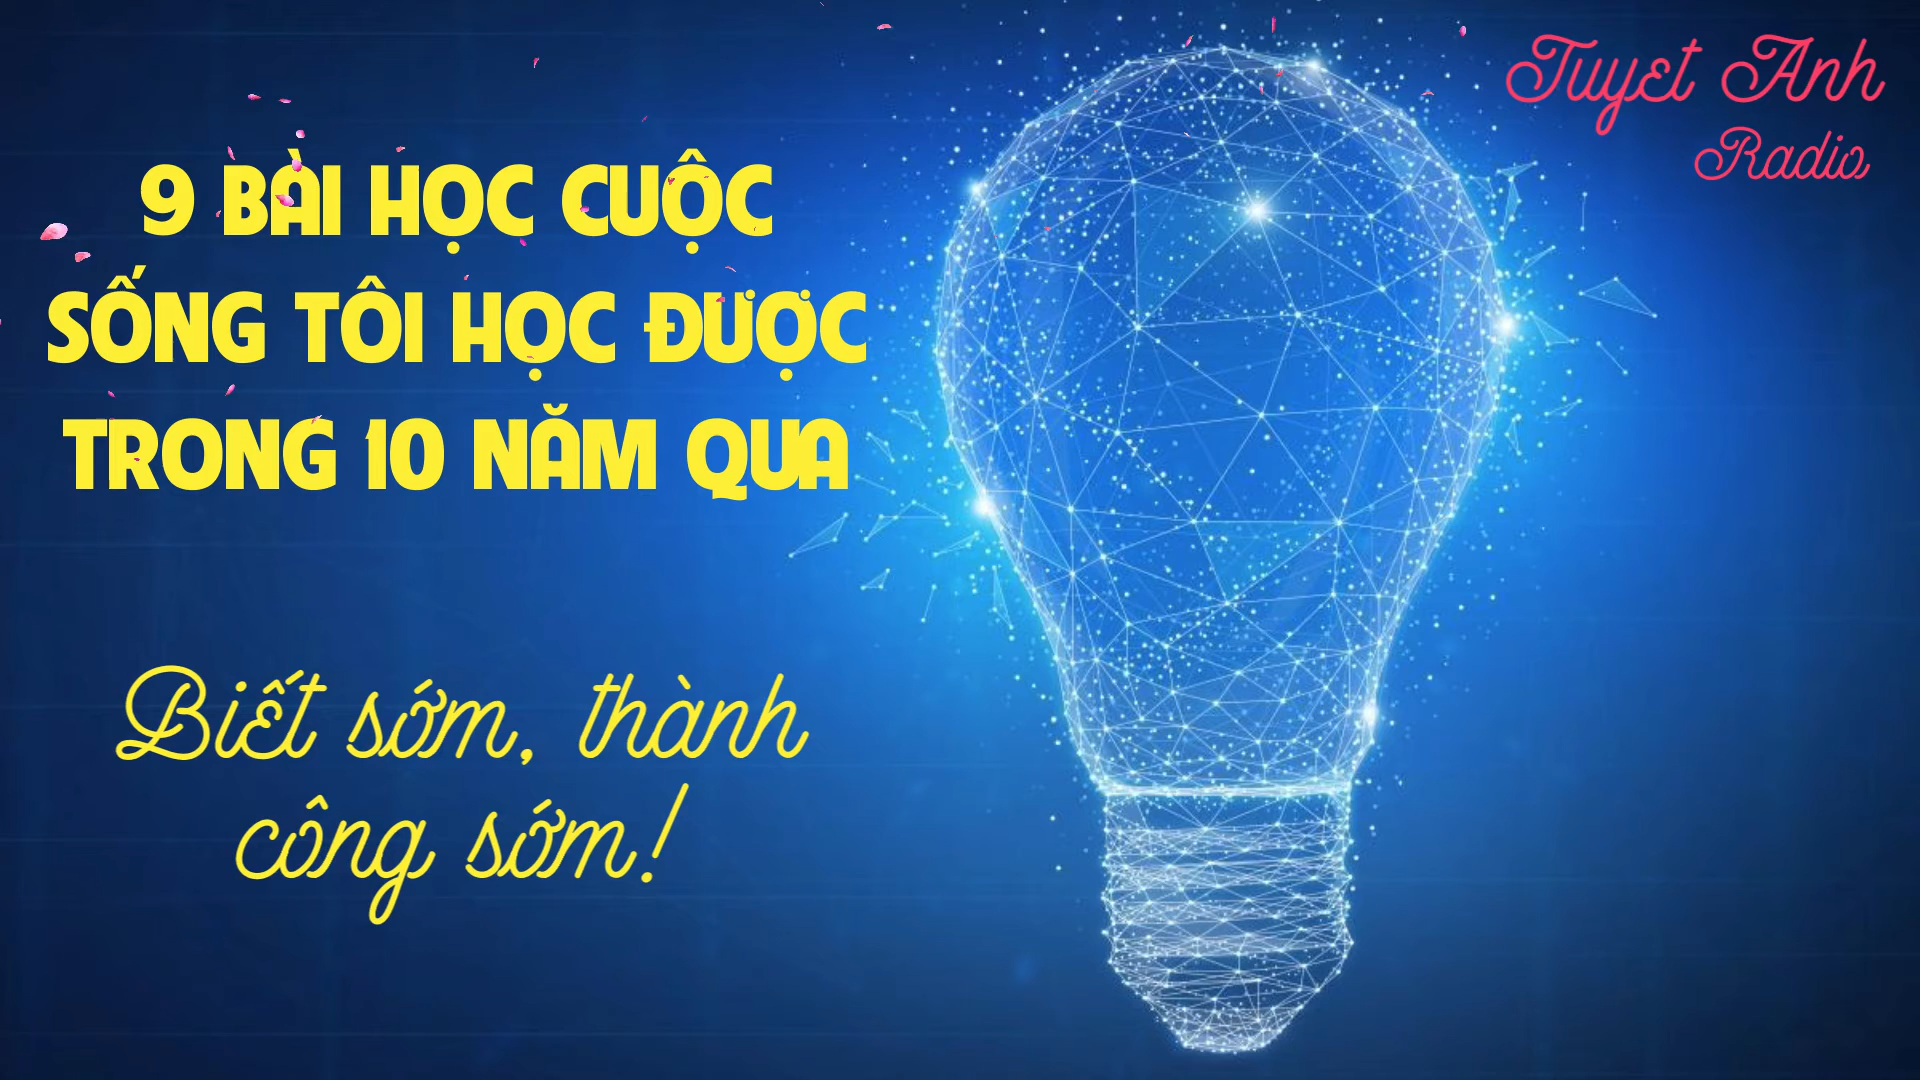 Tuyet Anh
Radio
9 BÀI HỌC CUỘC
SỐNG TÔI HỌC ĐƯỢC
TRONG 10 NĂM QUA
Biết sớm, thành
công sớm!